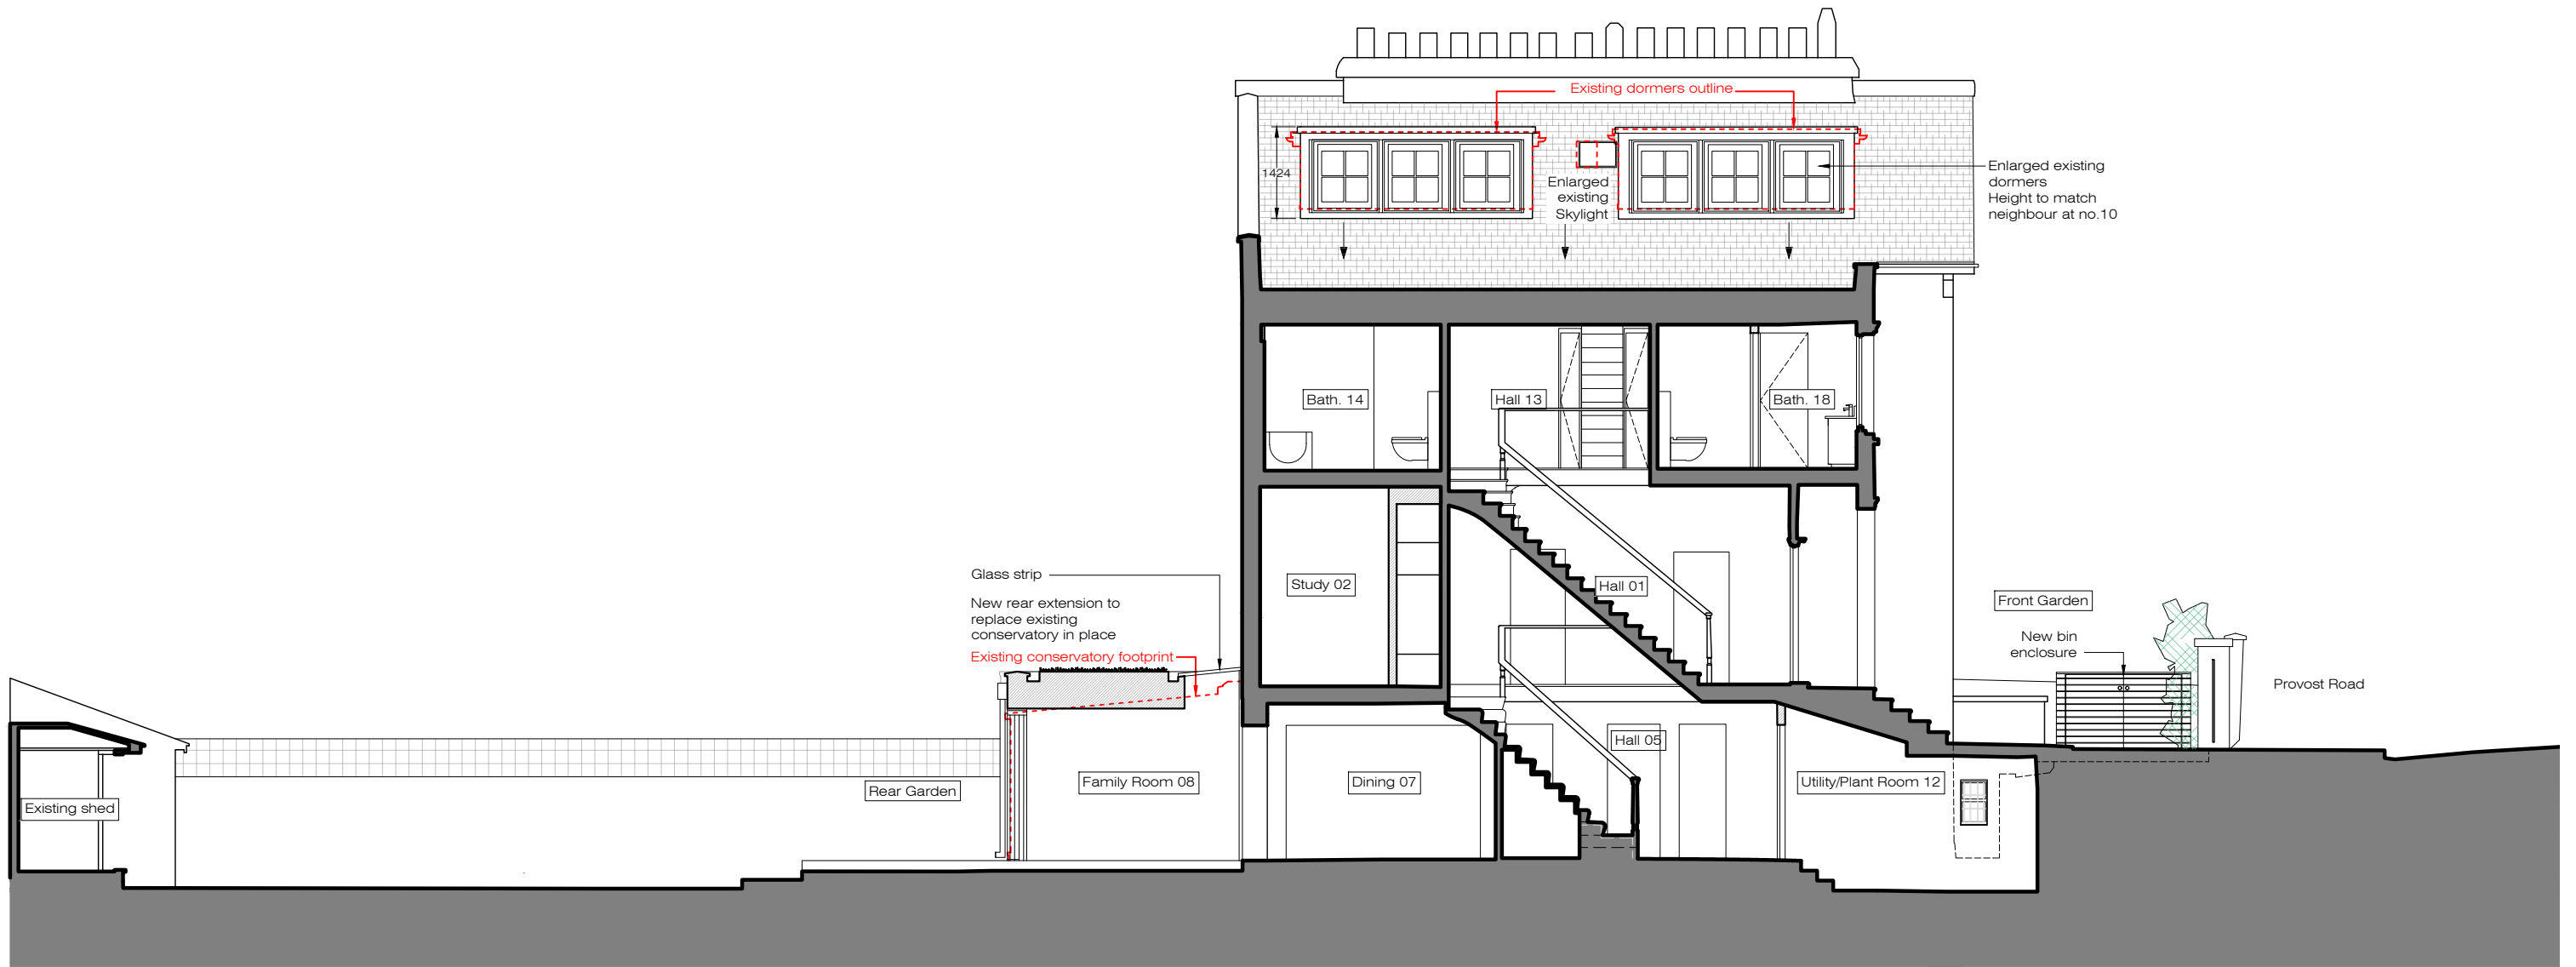 Existing dormers outline
1424
Enlarged existing
dormers
Height to match
neighbour at no.10
Enlarged
existing
Skylight
Bath. 14
Hall 13
Bath. 18
Glass strip
New rear extension to
replace existing
conservatory in place
Existing conservatory footprint
Study 02
Hall 01
Front Garden
New bin
enclosure
Provost Road
Existing shed
Rear Garden
Family Room 08
Dining 07
Hall 05
Utility/Plant Room 12